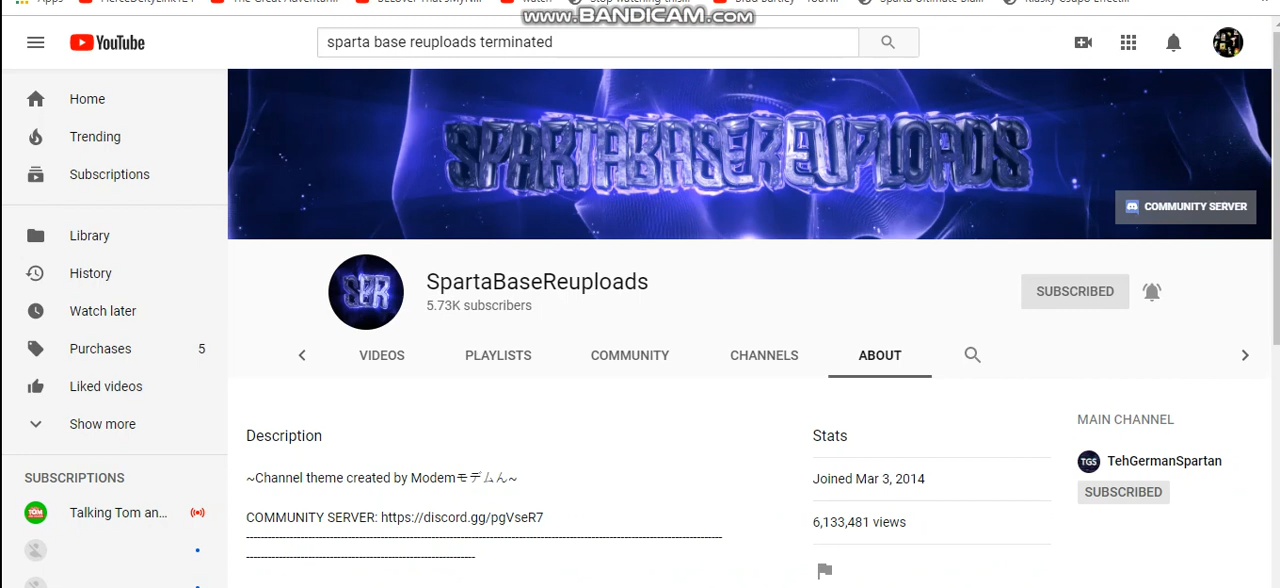 Apps
www.BANDICAM.com
YouTube
sparta base reuploads terminated
Home
Trending
Subscriptions
Library
History
Watch later
Purchases 5
Liked videos
Show more
SUBSCRIPTIONS
Talking Tom an...
SPARTABASEREUPLOADS
COMMUNITY SERVER
SBR
SpartaBaseReuploads
5.73K subscribers
SUBSCRIBED
VIDEOS PLAYLISTS COMMUNITY CHANNELS ABOUT
Description
~Channel theme created by Modemモデムん~
COMMUNITY SERVER: https://discord.gg/pgVseR7
Stats
Joined Mar 3, 2014
6,133,481 views
MAIN CHANNEL
TGS TehGermanSpartan
SUBSCRIBED